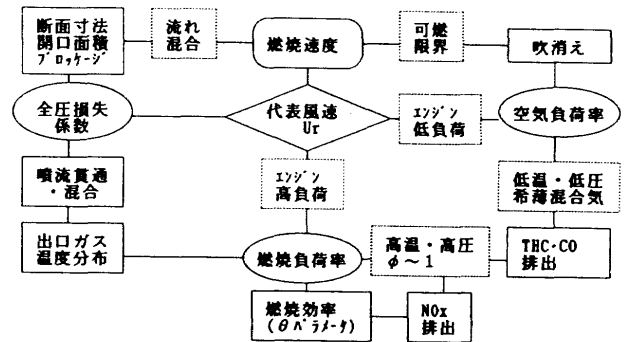 断面寸法
開口面積
ブロッケージ
流れ
混合
燃焼速度
可燃
限界
吹消え
全圧損失
係数
代表風速
Ur
エンジン
低負荷
空気負荷率
噴流貫通
・混合
エンジン
高負荷
低温・低圧
希薄混合気
出口ガス
温度分布
燃焼負荷率
高温・高圧
φ～1
THC・CO
排出
燃焼効率
(θパラメータ)
NOx
排出